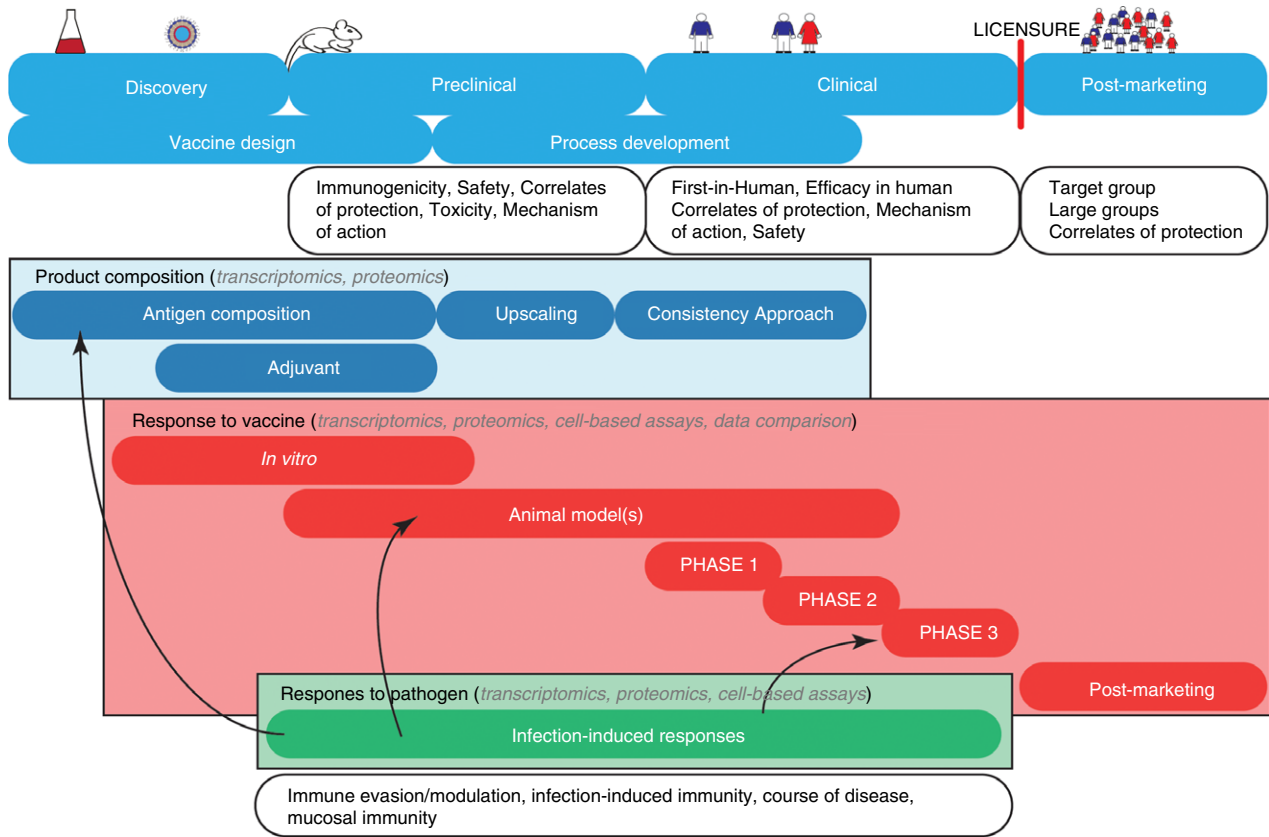 LICENSURE
Discovery
Preclinical
Clinical
Post-marketing
Vaccine design
Process development
Immunogenicity, Safety, Correlates
of protection, Toxicity, Mechanism
of action
First-in-Human, Efficacy in human
Correlates of protection, Mechanism
of action, Safety
Target group
Large groups
Correlates of protection
Product composition (transcriptomics, proteomics)
Antigen composition
Upscaling
Consistency Approach
Adjuvant
Response to vaccine (transcriptomics, proteomics, cell-based assays, data comparison)
In vitro
Animal model(s)
PHASE 1
PHASE 2
PHASE 3
Post-marketing
Respones to pathogen (transcriptomics, proteomics, cell-based assays)
Infection-induced responses
Immune evasion/modulation, infection-induced immunity, course of disease,
mucosal immunity